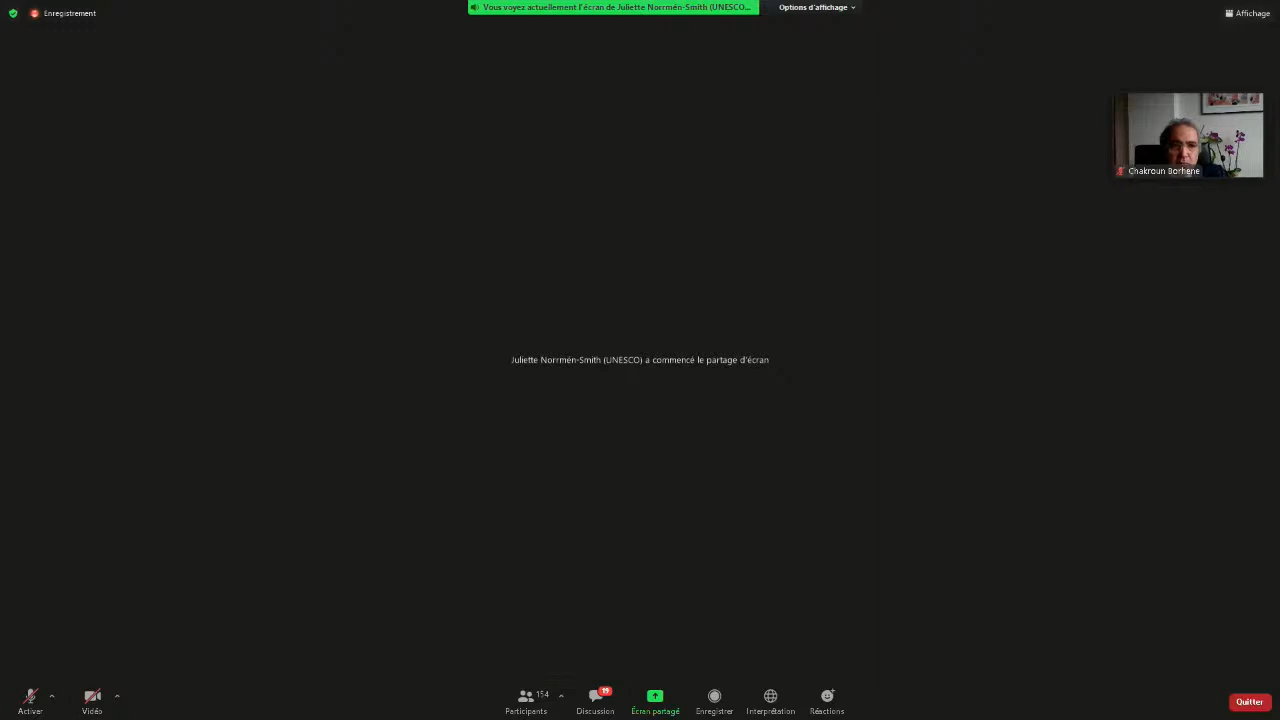 Enregistrement
Vous voyez actuellement l'écran de Juliette Norrmén-Smith (UNESCO...
Options d'affichage
Affichage
Chakroun Borhene
Juliette Norrmén-Smith (UNESCO) a commencé le partage d'écran
154
19
Activer
Vidéo
Participants
Discussion
Écran partagé
Enregistrer
Interprétation
Réactions
Quitter